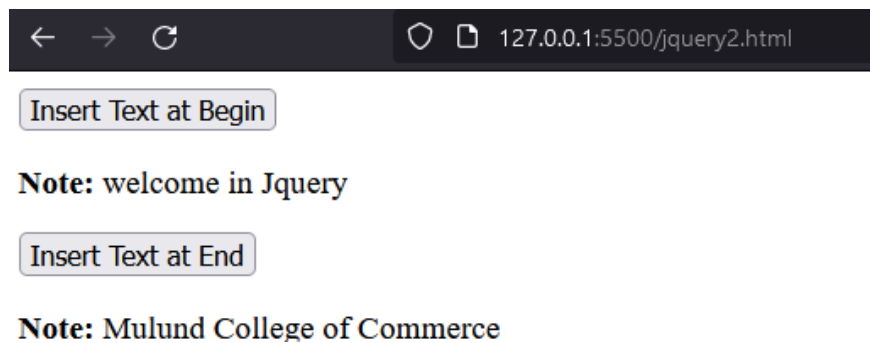 127.0.0.1:5500/jquery2.html
Insert Text at Begin
Note: welcome in Jquery
Insert Text at End
Note: Mulund College of Commerce